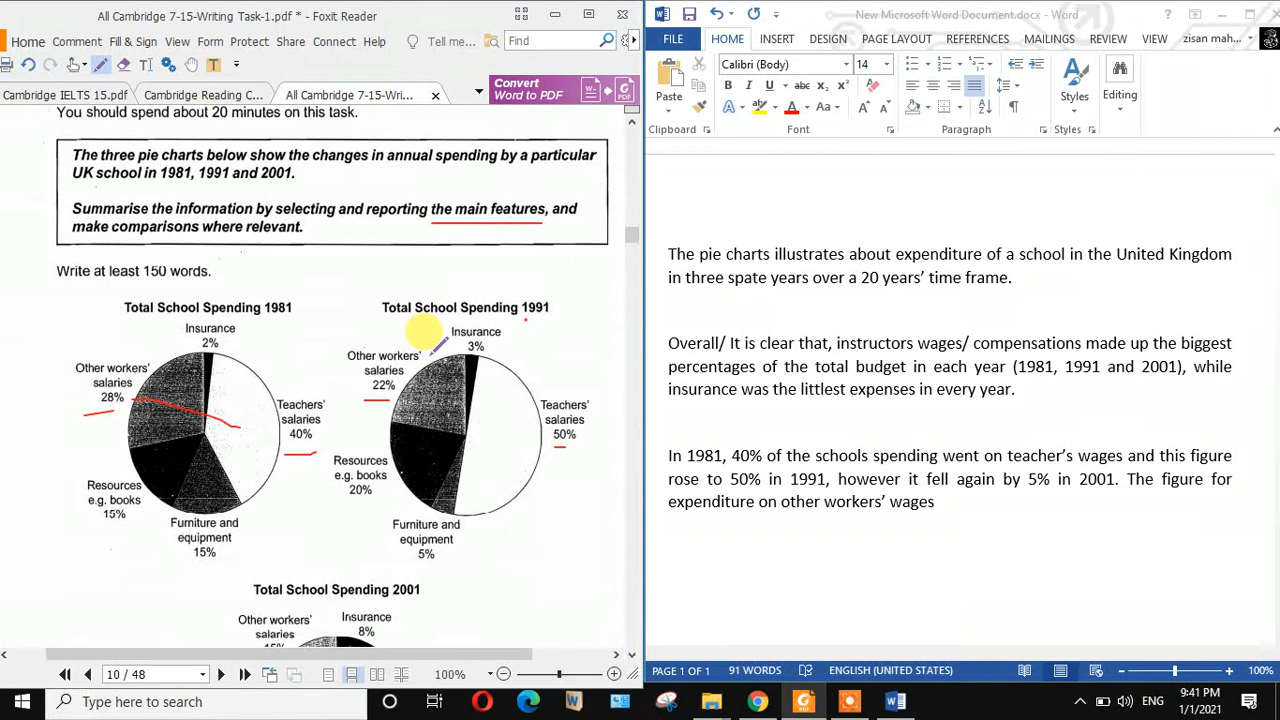 All Cambridge 7-15-Writing Task-1.pdf * - Foxit Reader
Home Comment Fill & Sign View Form Protect Share Connect Help Tell me... Find
Convert
Word to PDF
Cambridge IELTS 15.pdf
Cambridge Reading
All Cambridge 7-15-Wri...
You should spend about 20 minutes on this task.
The three pie charts below show the changes in annual spending by a particular
UK school in 1981, 1991 and 2001.
Summarise the information by selecting and reporting the main features, and
make comparisons where relevant.
Write at least 150 words.
Total School Spending 1981
Insurance
2%
Other workers'
salaries
28%
Teachers'
salaries
40%
Resources
e.g. books
15%
Furniture and
equipment
15%
Total School Spending 1991
Insurance
3%
Other workers'
salaries
22%
Teachers'
salaries
50%
Resources
e.g. books
20%
Furniture and
equipment
5%
Total School Spending 2001
Other workers'
salaries
Insurance
8%
10 / 48
100%
New Microsoft Word Document.docx - Word
FILE HOME INSERT DESIGN PAGE LAYOUT REFERENCES MAILINGS REVIEW VIEW zisan mah...
Calibri (Body) 14
Paste
B I U abc X₂ X²
A Aa A A
Styles
Editing
Clipboard Font Paragraph Styles
The pie charts illustrates about expenditure of a school in the United Kingdom
in three spate years over a 20 years’ time frame.
Overall/ It is clear that, instructors wages/ compensations made up the biggest
percentages of the total budget in each year (1981, 1991 and 2001), while
insurance was the littlest expenses in every year.
In 1981, 40% of the schools spending went on teacher’s wages and this figure
rose to 50% in 1991, however it fell again by 5% in 2001. The figure for
expenditure on other workers’ wages
PAGE 1 OF 1 91 WORDS ENGLISH (UNITED STATES) 100%
Type here to search
ENG
9:41 PM
1/1/2021